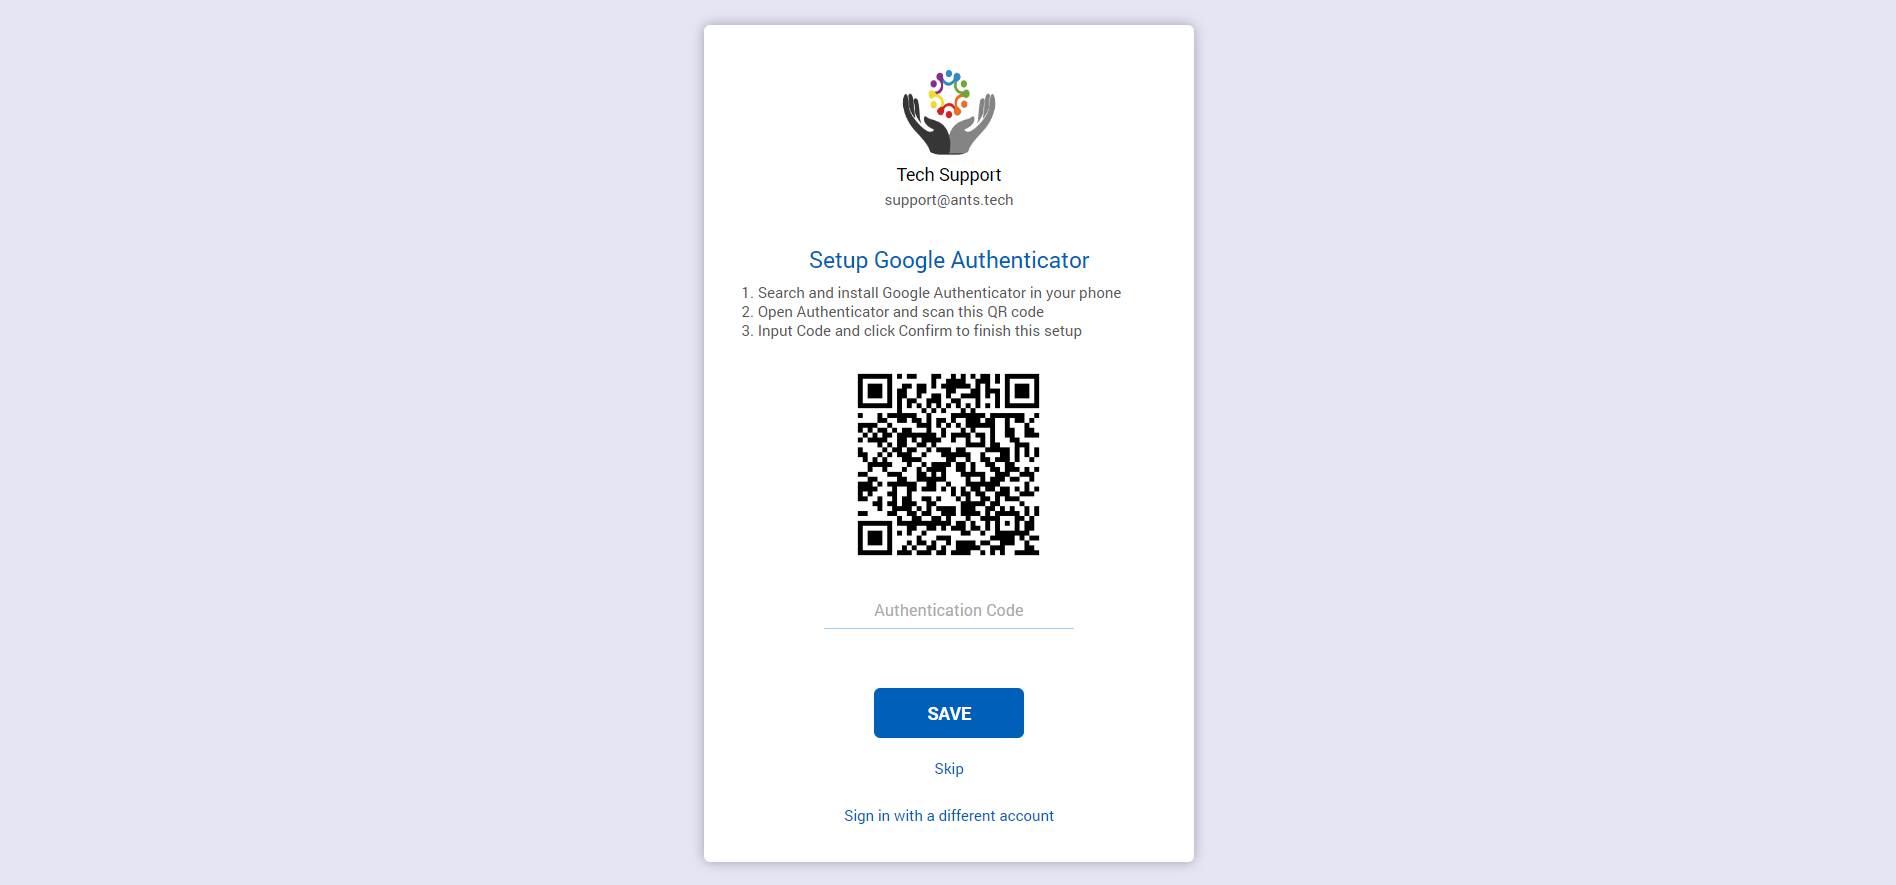 Tech Support
support@ants.tech
Setup Google Authenticator
1. Search and install Google Authenticator in your phone
2. Open Authenticator and scan this QR code
3. Input Code and click Confirm to finish this setup
Authentication Code
SAVE
Skip
Sign in with a different account